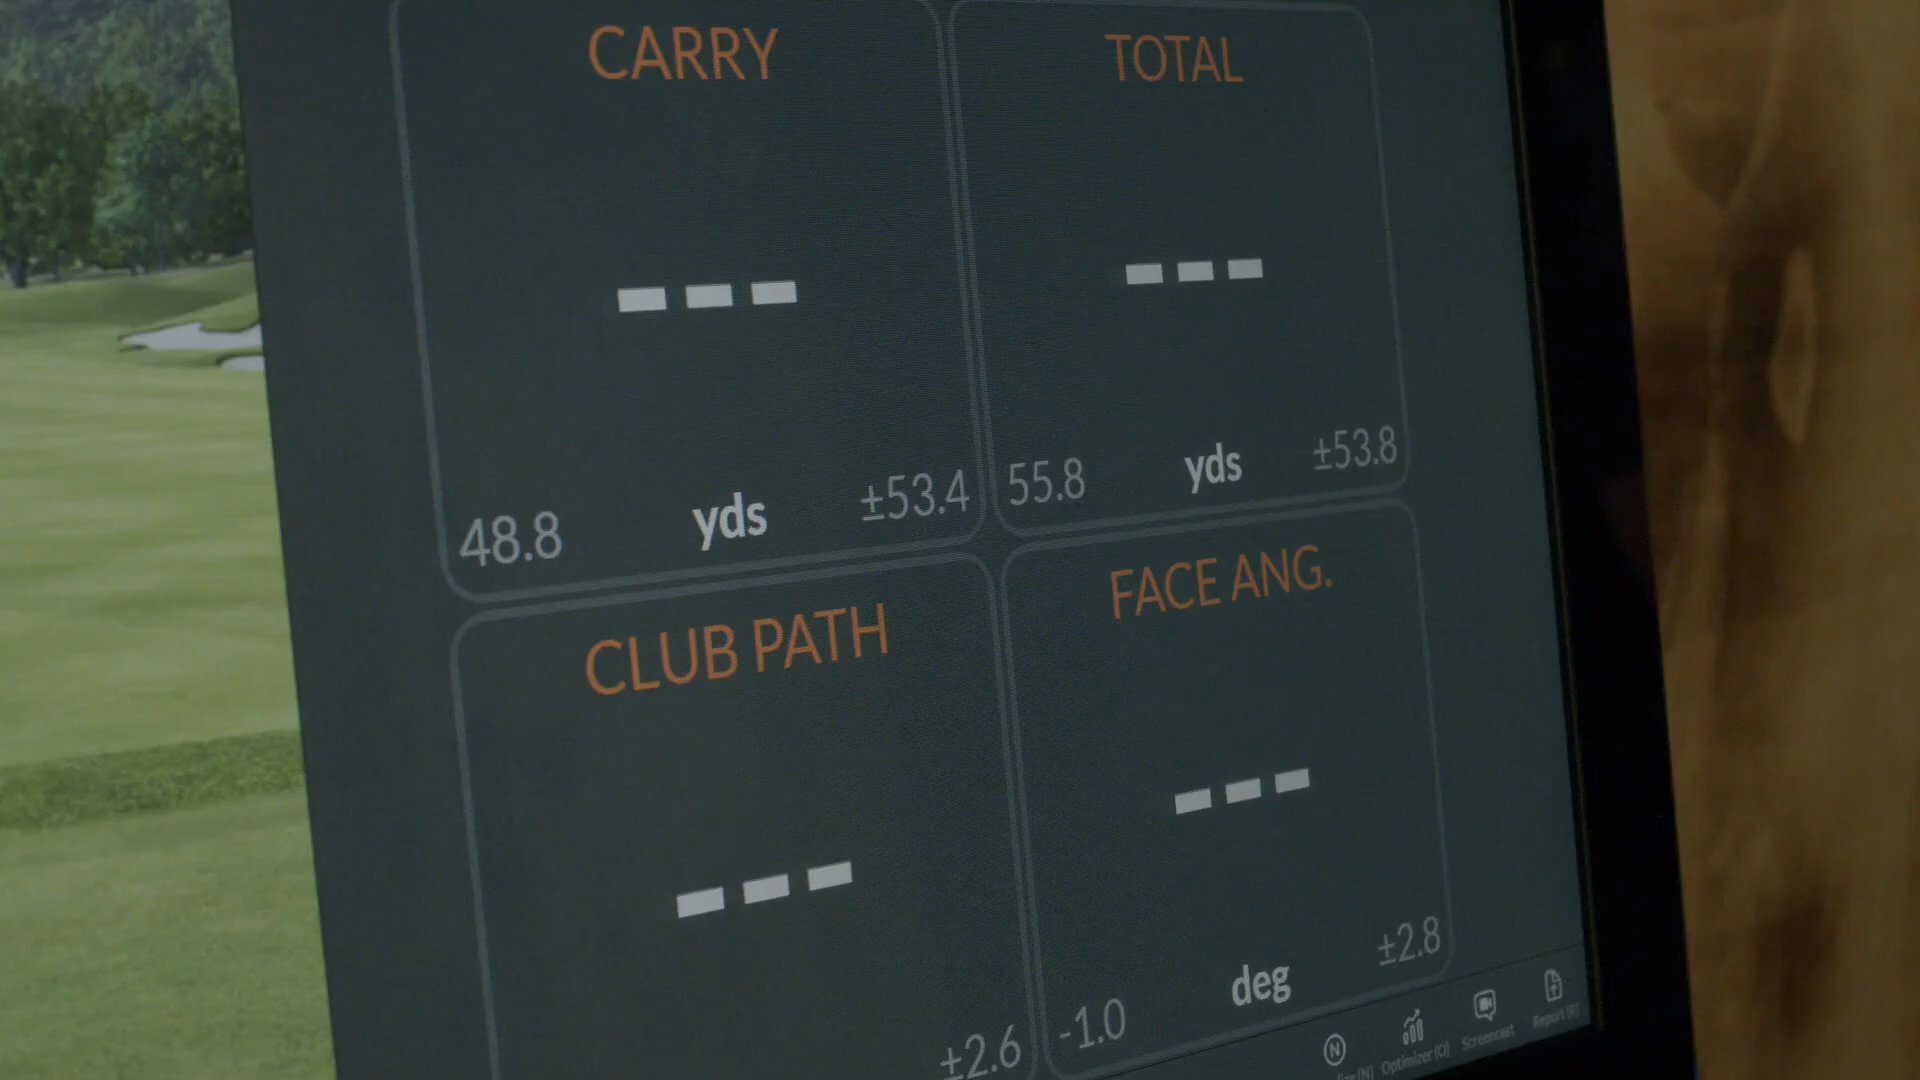 CARRY
---
48.8 yds ±53.4
TOTAL
---
55.8 yds ±53.8
CLUB PATH
---
±2.6
FACE ANG.
---
-1.0 deg ±2.8
N
Optimizer (O)
Screencast
Report (R)